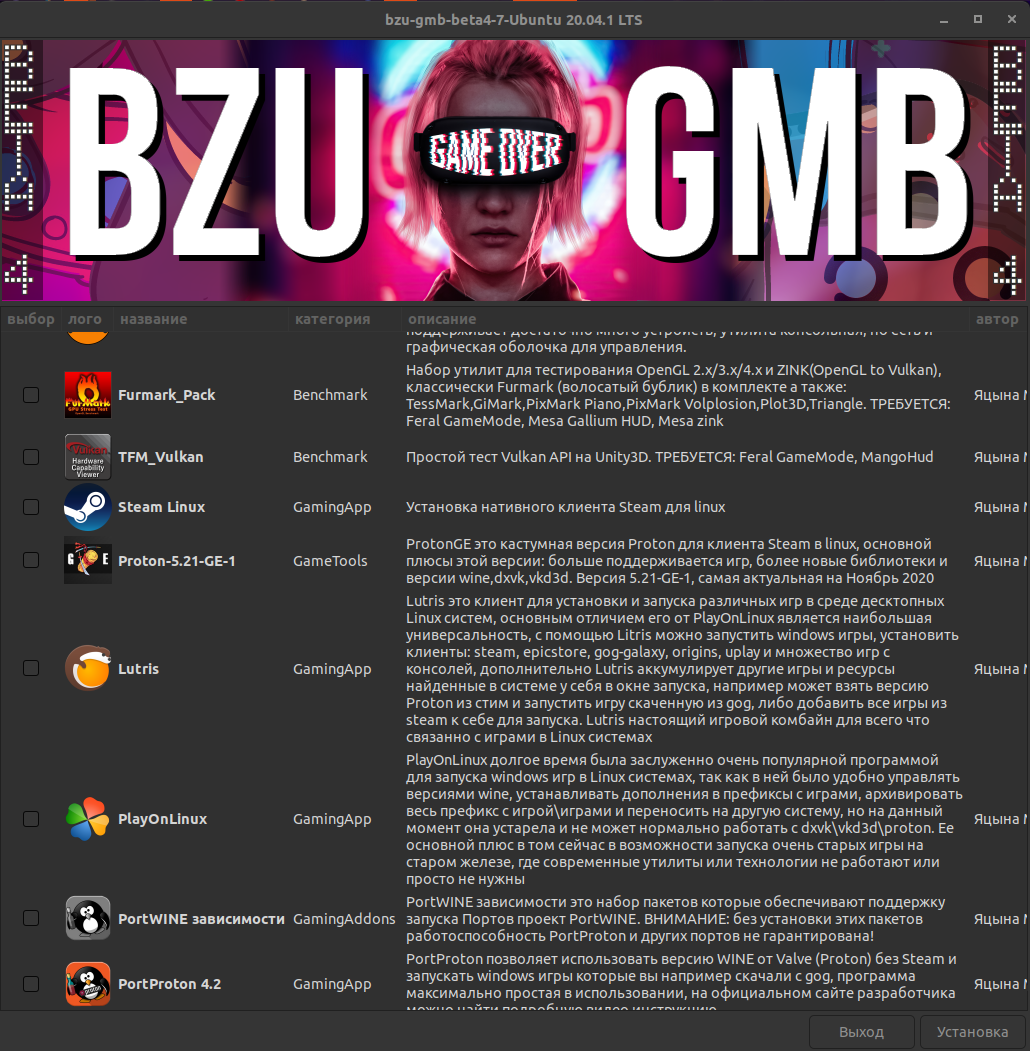 bzu-gmb-beta4-7-Ubuntu 20.04.1 LTS
BZU GMB
GAME OVER
BETA 4
BETA 4
выбор лого название категория описание автор
поддерживает достаточно много устройств, утилита консольная, но есть и
графическая оболочка для управления.
Furmark_Pack Benchmark
Набор утилит для тестирования OpenGL 2.x/3.x/4.x и ZINK(OpenGL to Vulkan),
классически Furmark (волосатый бублик) в комплекте а также:
TessMark,GiMark,PixMark Piano,PixMark Volplosion,Plot3D,Triangle. ТРЕБУЕТСЯ:
Feral GameMode, Mesa Gallium HUD, Mesa zink
Яцына
Vulkan
Hardware
Capability
Viewer
TFM_Vulkan Benchmark Простой тест Vulkan API на Unity3D. ТРЕБУЕТСЯ: Feral GameMode, MangoHud Яцына
Steam Linux GamingApp Установка нативного клиента Steam для linux Яцына
G E
Proton-5.21-GE-1 GameTools
ProtonGE это кастумная версия Proton для клиента Steam в linux, основной
плюсы этой версии: больше поддерживается игр, более новые библиотеки и
версии wine,dxvk,vkd3d. Версия 5.21-GE-1, самая актуальная на Ноябрь 2020
Яцына
Lutris GamingApp
Lutris это клиент для установки и запуска различных игр в среде десктопных
Linux систем, основным отличием его от PlayOnLinux является наибольшая
универсальность, с помощью Litris можно запустить windows игры, установить
клиенты: steam, epicstore, gog-galaxy, origins, uplay и множество игр с
консолей, дополнительно Lutris аккумулирует другие игры и ресурсы
найденные в системе у себя в окне запуска, например может взять версию
Proton из стим и запустить игру скаченную из gog, либо добавить все игры из
steam к себе для запуска. Lutris настоящий игровой комбайн для всего что
связанно с играми в Linux системах
Яцына
PlayOnLinux GamingApp
PlayOnLinux долгое время была заслуженно очень популярной программой
для запуска windows игр в Linux системах, так как в ней было удобно управлять
версиями wine, устанавливать дополнения в префиксы с играми, архивировать
весь префикс с игрой\играми и переносить на другую систему, но на данный
момент она устарела и не может нормально работать с dxvk\vkd3d\proton. Ее
основной плюс в том сейчас в возможности запуска очень старых игры на
старом железе, где современные утилиты или технологии не работают или
просто не нужны
Яцына
PortWINE зависимости GamingAddons
PortWINE зависимости это набор пакетов которые обеспечивают поддержку
запуска Портов проект PortWINE. ВНИМАНИЕ: без установки этих пакетов
работоспособность PortProton и других портов не гарантирована!
Яцына
PortProton 4.2 GamingApp
PortProton позволяет использовать версию WINE от Valve (Proton) без Steam и
запускать windows игры которые вы например скачали с gog, программа
максимально простая в использовании, на официальном сайте разработчика
можно найти подробную видео инструкцию
Яцына
Выход Установка